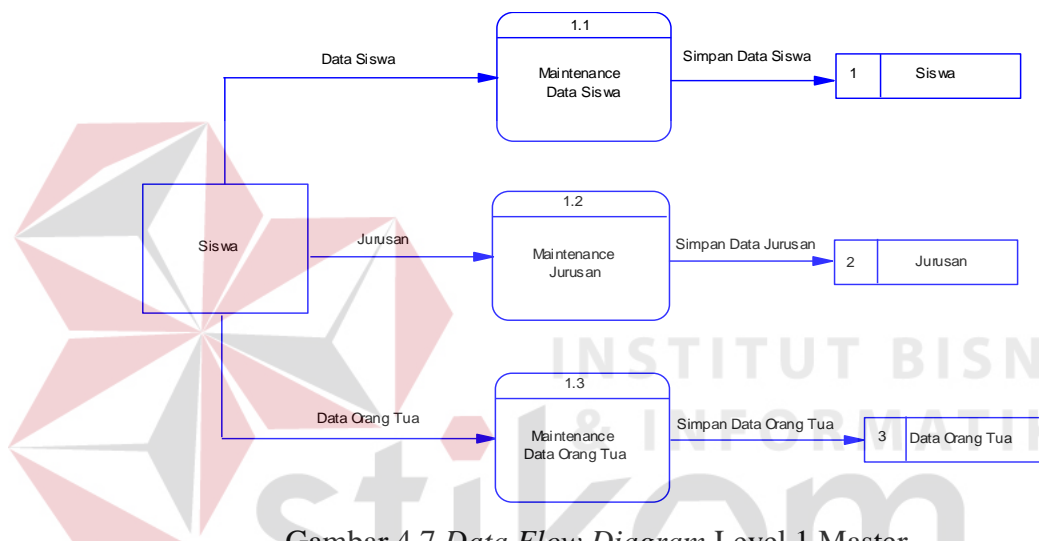 1.1
Data Siswa
Maintenance
Data Siswa
Simpan Data Siswa
1
Siswa
Siswa
Jurusan
1.2
Maintenance
Jurusan
Simpan Data Jurusan
2
Jurusan
INSTITUT BISN
& INFORMATIK
1.3
Data Orang Tua
Maintenance
Data Orang Tua
Simpan Data Orang Tua
3
Data Orang Tua
stikom
Gambar 4.7 Data Flow Diagram Level 1 Master